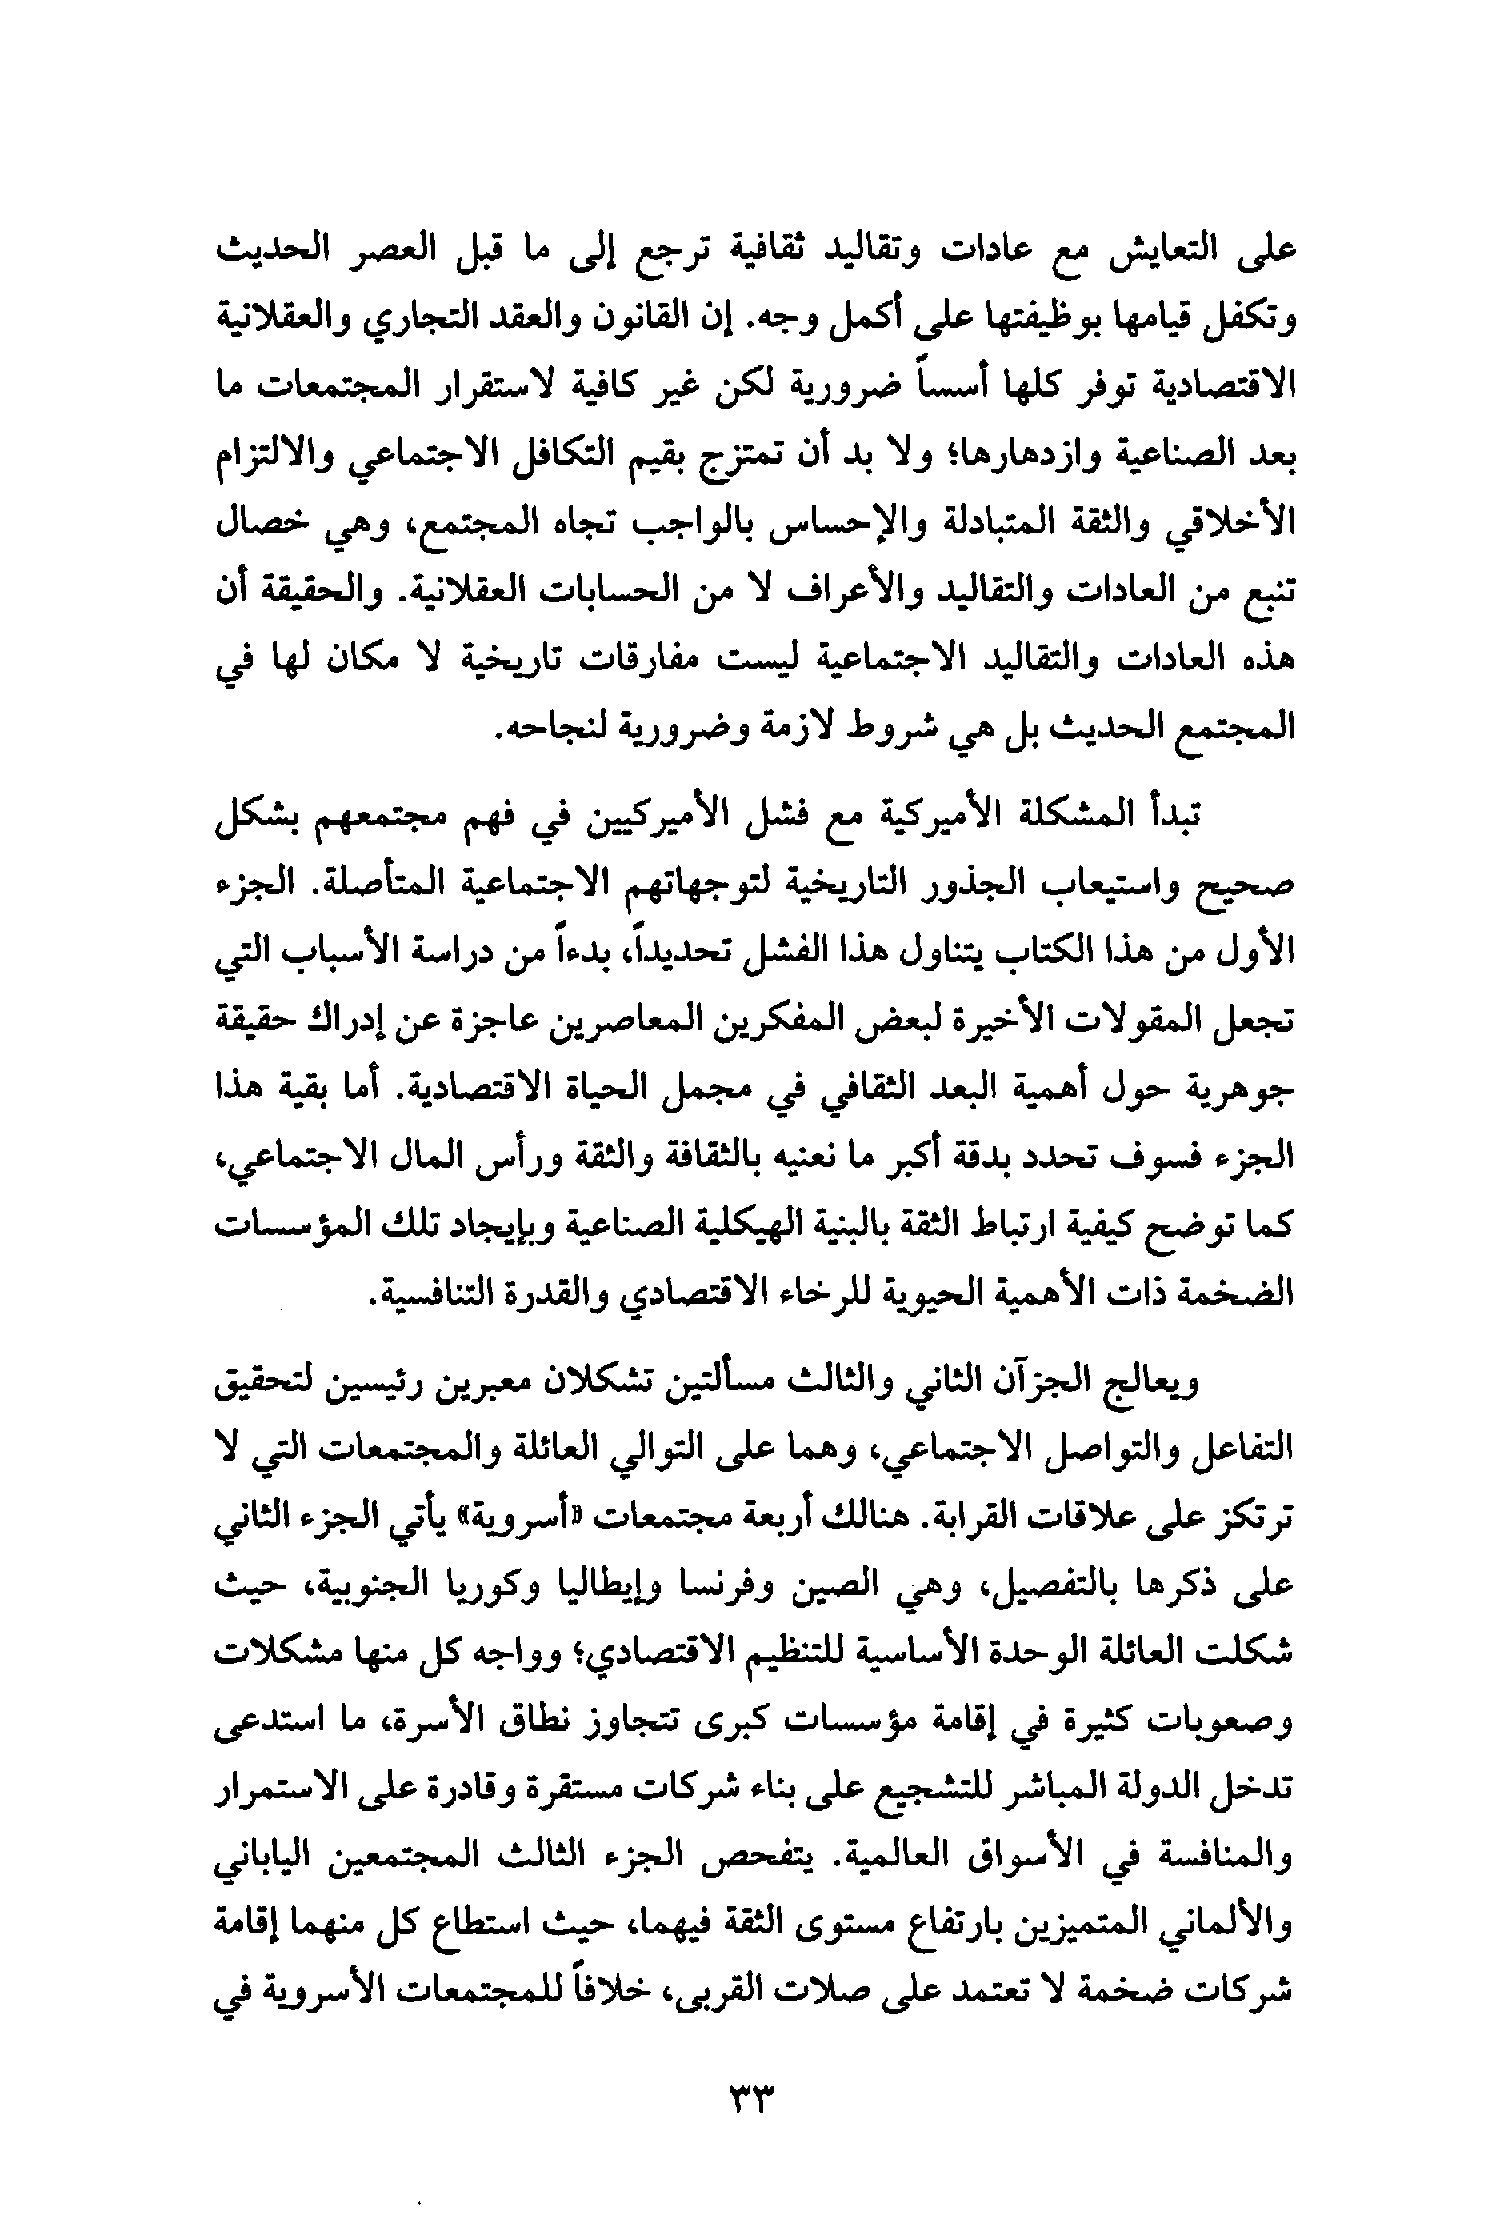 على التعايش مع عادات وتقاليد ثقافية ترجع إلى ما قبل العصر الحديث
وتكفل قيامها بوظيفتها على أكمل وجه. إن القانون والعقد التجاري والعقلانية
الاقتصادية توفر كلها أسساً ضرورية لكن غير كافية لاستقرار المجتمعات ما
بعد الصناعية وازدهارها؛ ولا بد أن تمتزج بقيم التكافل الاجتماعي والالتزام
الأخلاقي والثقة المتبادلة والإحساس بالواجب تجاه المجتمع، وهي خصال
تنبع من العادات والتقاليد والأعراف لا من الحسابات العقلانية. والحقيقة أن
هذه العادات والتقاليد الاجتماعية ليست مفارقات تاريخية لا مكان لها في
المجتمع الحديث بل هي شروط لازمة وضرورية لنجاحه.
تبدأ المشكلة الأميركية مع فشل الأميركيين في فهم مجتمعهم بشكل
صحيح واستيعاب الجذور التاريخية لتوجهاتهم الاجتماعية المتأصلة. الجزء
الأول من هذا الكتاب يتناول هذا الفشل تحديداً، بدءاً من دراسة الأسباب التي
تجعل المقولات الأخيرة لبعض المفكرين المعاصرين عاجزة عن إدراك حقيقة
جوهرية حول أهمية البعد الثقافي في مجمل الحياة الاقتصادية. أما بقية هذا
الجزء فسوف تحدد بدقة أكبر ما نعنيه بالثقافة والثقة ورأس المال الاجتماعي،
كما توضح كيفية ارتباط الثقة بالبنية الهيكلية الصناعية وبإيجاد تلك المؤسسات
الضخمة ذات الأهمية الحيوية للرخاء الاقتصادي والقدرة التنافسية.
ويعالج الجزآن الثاني والثالث مسألتين تشكلان معبرين رئيسين لتحقيق
التفاعل والتواصل الاجتماعي، وهما على التوالي العائلة والمجتمعات التي لا
ترتكز على علاقات القرابة. هنالك أربعة مجتمعات «أسروية» يأتي الجزء الثاني
على ذكرها بالتفصيل، وهي الصين وفرنسا وإيطاليا وكوريا الجنوبية، حيث
شكلت العائلة الوحدة الأساسية للتنظيم الاقتصادي؛ وواجه كل منها مشكلات
وصعوبات كثيرة في إقامة مؤسسات كبرى تتجاوز نطاق الأسرة، ما استدعى
تدخل الدولة المباشر للتشجيع على بناء شركات مستقرة وقادرة على الاستمرار
والمنافسة في الأسواق العالمية. يتفحص الجزء الثالث المجتمعين الياباني
والألماني المتميزين بارتفاع مستوى الثقة فيهما، حيث استطاع كل منهما إقامة
شركات ضخمة لا تعتمد على صلات القربى، خلافاً للمجتمعات الأسروية في
٣٣